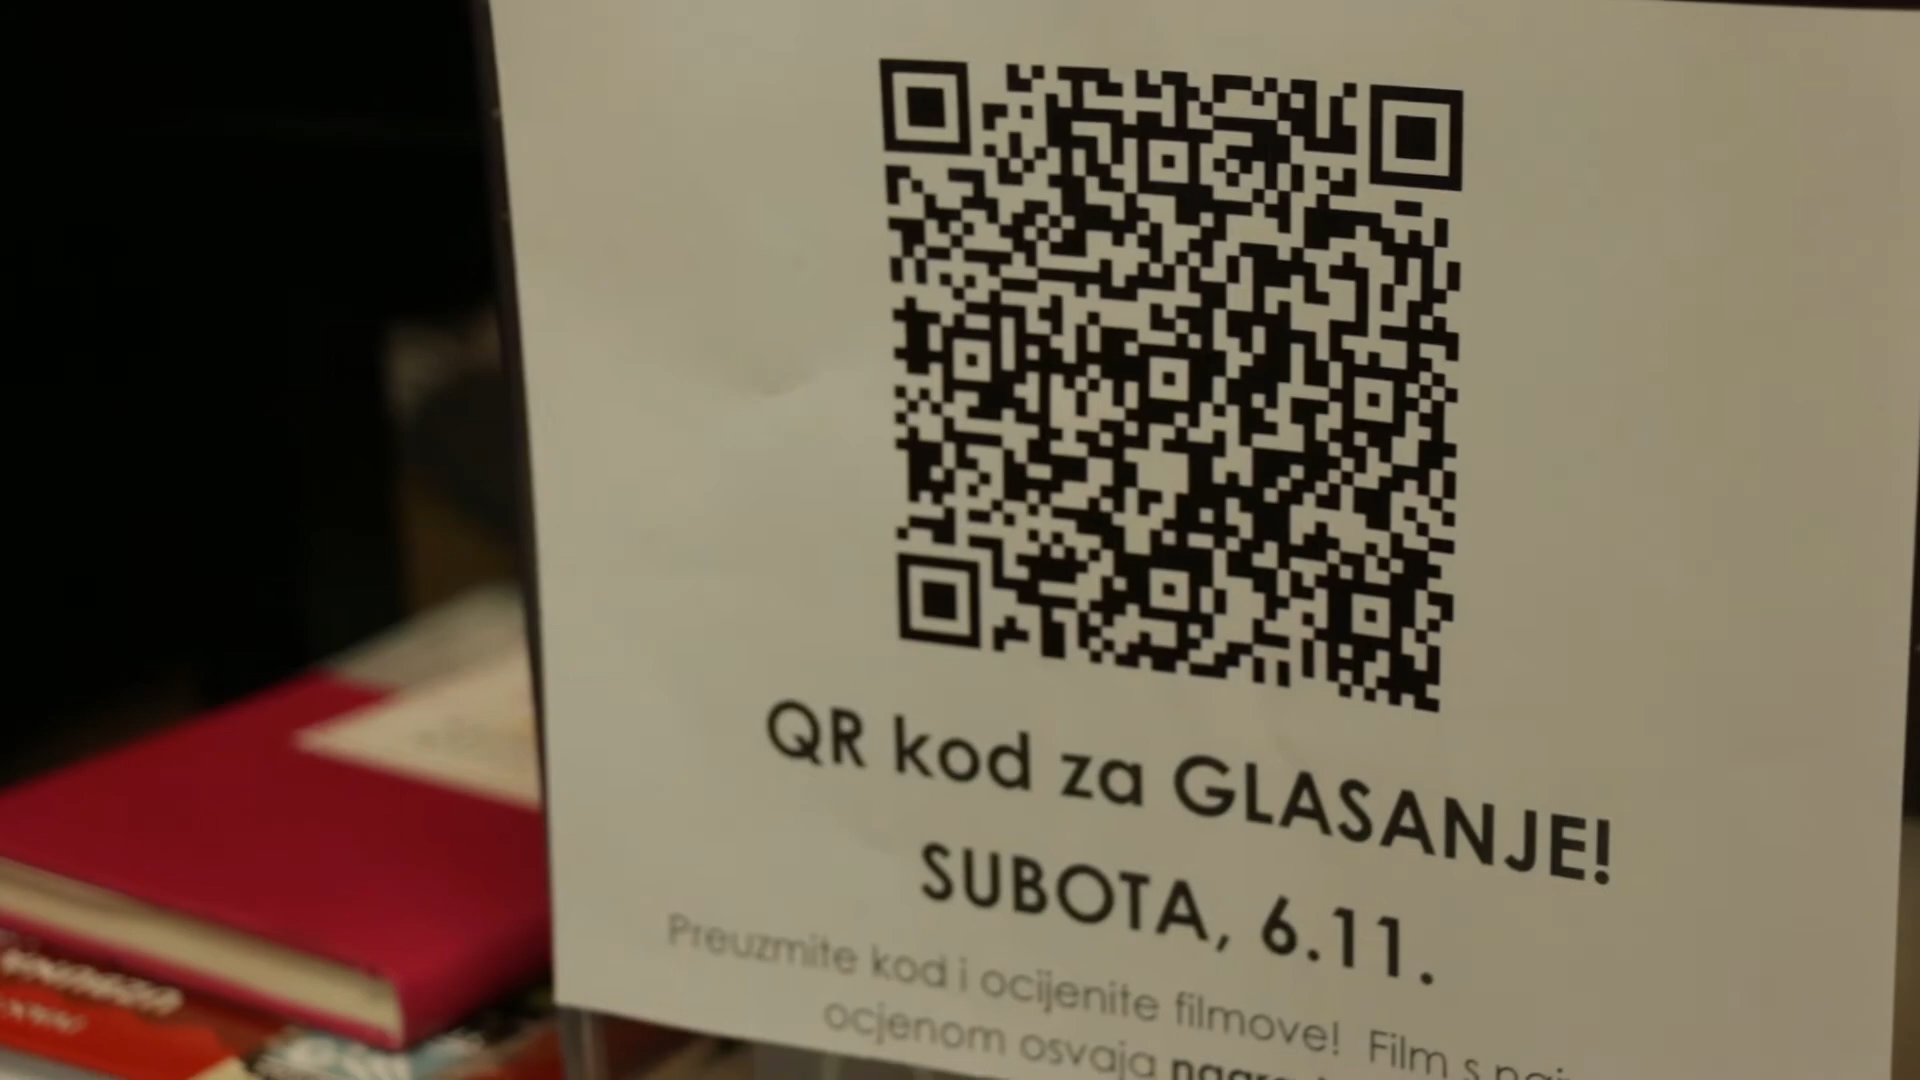 QR kod za GLASANJE!
SUBOTA, 6.11.
Preuzmite kod i ocijenite filmove! Film s
ocjenom osvaja